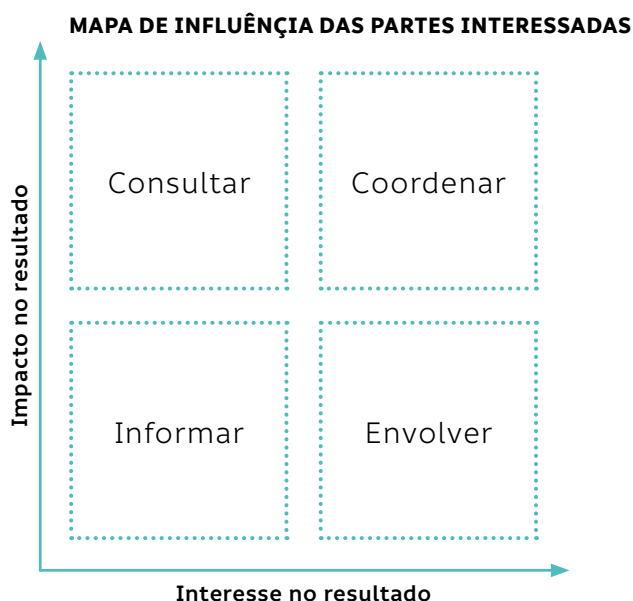 MAPA DE INFLUÊNÇIA DAS PARTES INTERESSADAS
Impacto no resultado
Consultar
Coordenar
Informar
Envolver
Interesse no resultado